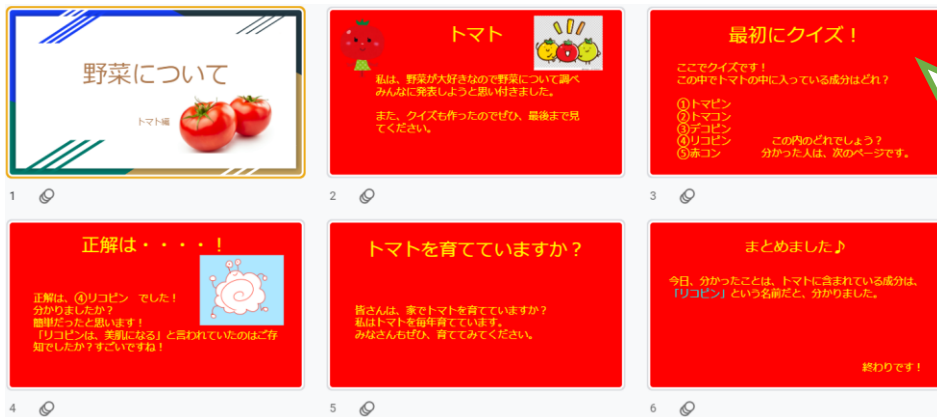 野菜について
トマト編
1
トマト
私は、野菜が大好きなので野菜について調べ
みんなに発表しようと思い付きました。
また、クイズも作ったのでぜひ、最後まで見
てください。
2
最初にクイズ！
ここでクイズです！
この中でトマトの中に入っている成分はどれ？
①トマピン
②トマコン
③デコピン
④リコピン この内のどれでしょう？
⑤赤コン 分かった人は、次のページです。
3
正解は・・・・！
正解は、④リコピン でした！
分かりましたか？
簡単だったと思います！
「リコピンは、美肌になる」と言われていたのはご存
知でしたか？すごいですね！
4
トマトを育てていますか？
皆さんは、家でトマトを育てていますか？
私はトマトを毎年育てています。
みなさんもぜひ、育ててみてください。
5
まとめました♪
今日、分かったことは、トマトに含まれている成分は、
「リコピン」という名前だと、分かりました。
終わりです！
6